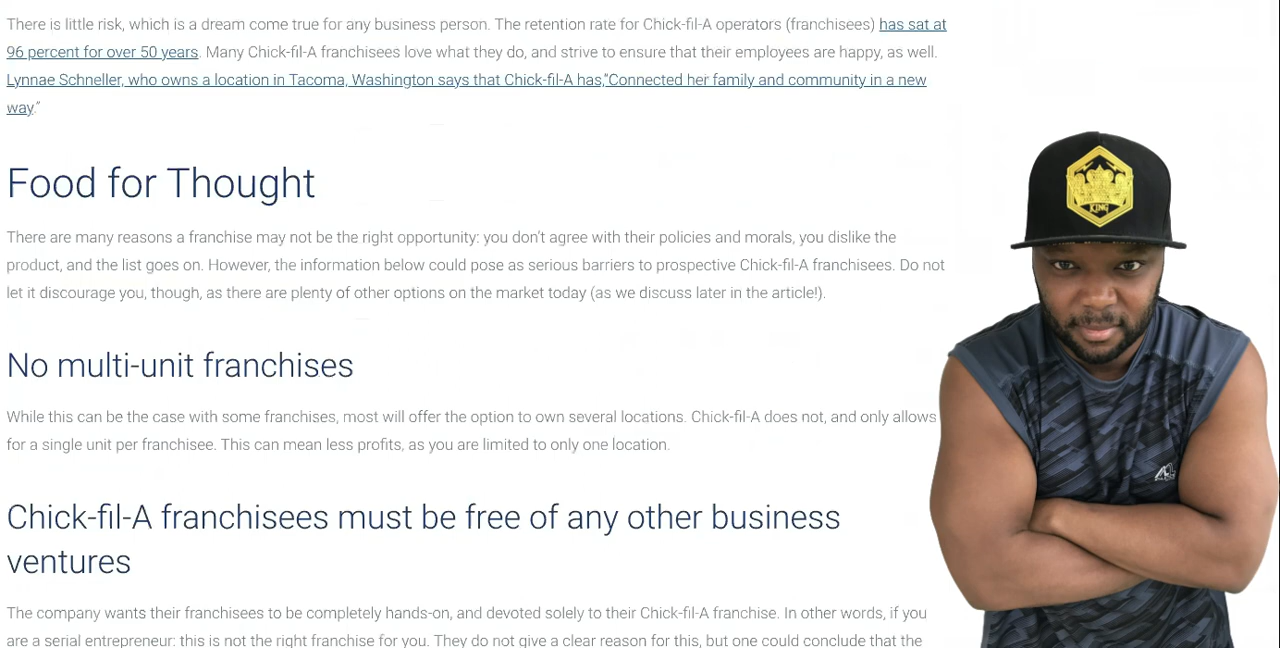 There is little risk, which is a dream come true for any business person. The retention rate for Chick-fil-A operators (franchisees) has sat at
96 percent for over 50 years. Many Chick-fil-A franchisees love what they do, and strive to ensure that their employees are happy, as well.
Lynnae Schneller, who owns a location in Tacoma, Washington says that Chick-fil-A has,"Connected her family and community in a new
way."
Food for Thought
There are many reasons a franchise may not be the right opportunity: you don't agree with their policies and morals, you dislike the
product, and the list goes on. However, the information below could pose as serious barriers to prospective Chick-fil-A franchisees. Do not
let it discourage you, though, as there are plenty of other options on the market today (as we discuss later in the article!).
No multi-unit franchises
While this can be the case with some franchises, most will offer the option to own several locations. Chick-fil-A does not, and only allows
for a single unit per franchisee. This can mean less profits, as you are limited to only one location.
Chick-fil-A franchisees must be free of any other business
ventures
The company wants their franchisees to be completely hands-on, and devoted solely to their Chick-fil-A franchise. In other words, if you
are a serial entrepreneur: this is not the right franchise for you. They do not give a clear reason for this, but one could conclude that the
KING